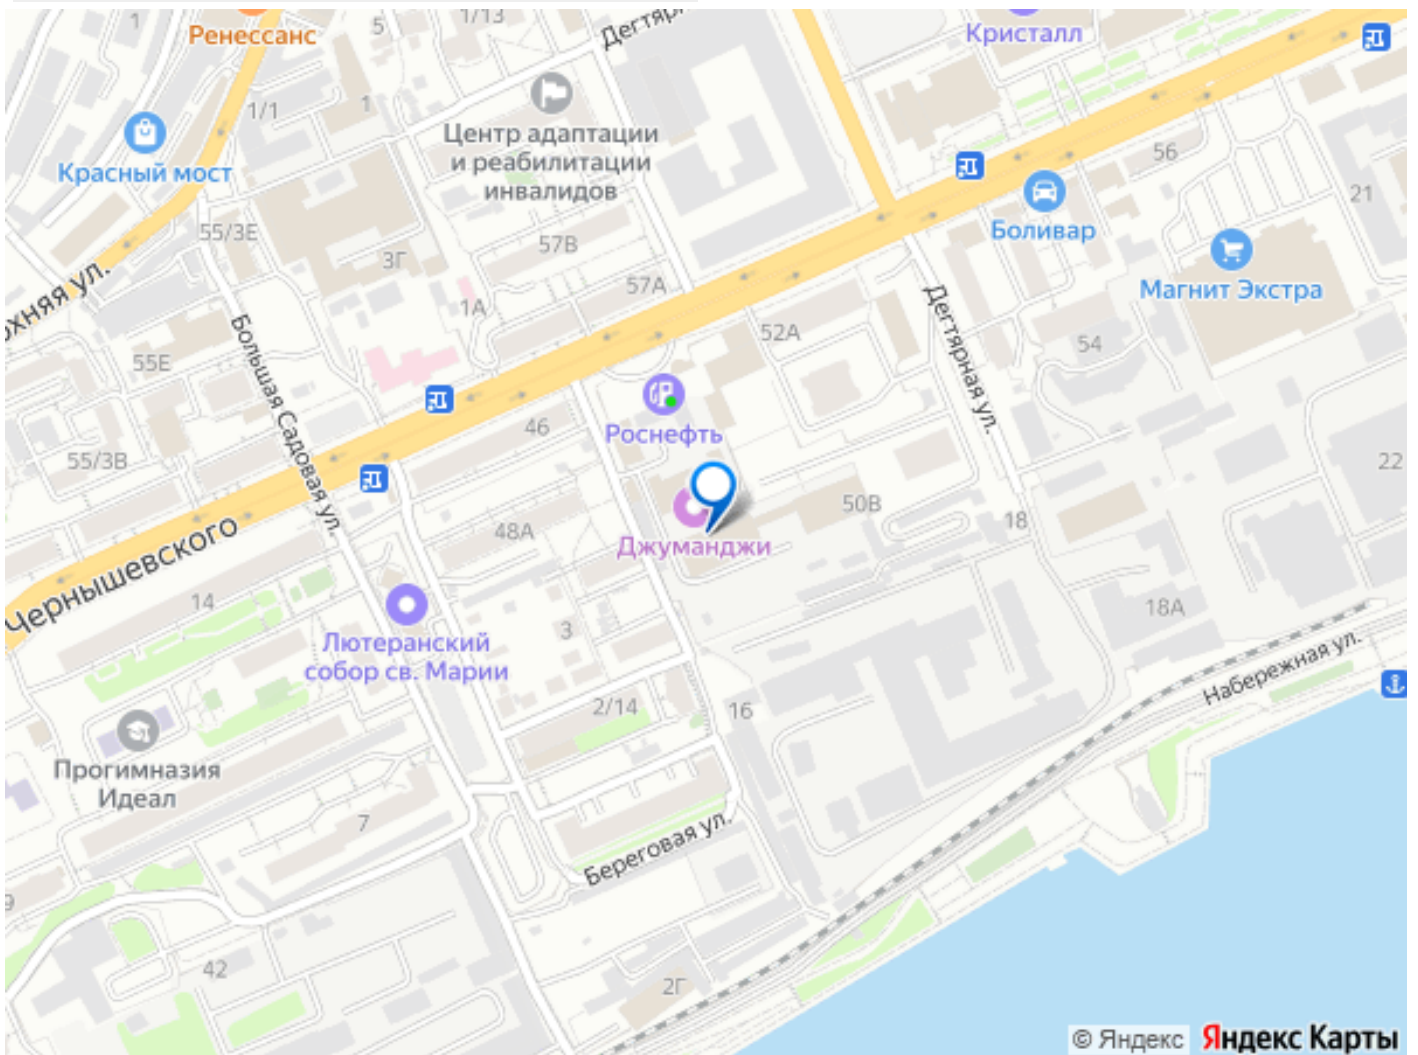 Ренессанс
1
5
1/13
Дегтярн
Кристалл
1/1
1
Центр адаптации
и реабилитации
инвалидов
Красный мост
56
21
Боливар
55/3Е
57В
3Г
Магнит Экстра
57А
1А
хняя ул.
Большая Садовая ул.
Дегтярная ул.
52А
54
55Е
Роснефть
46
55/3В
22
50В
48А
18
Джуманджи
Чернышевского
14
18А
3
Лютеранский
собор св. Марии
Набережная ул.
2/14
16
Прогимназия
Идеал
7
Береговая ул.
9
42
2Г
© Яндекс
Яндекс Карты